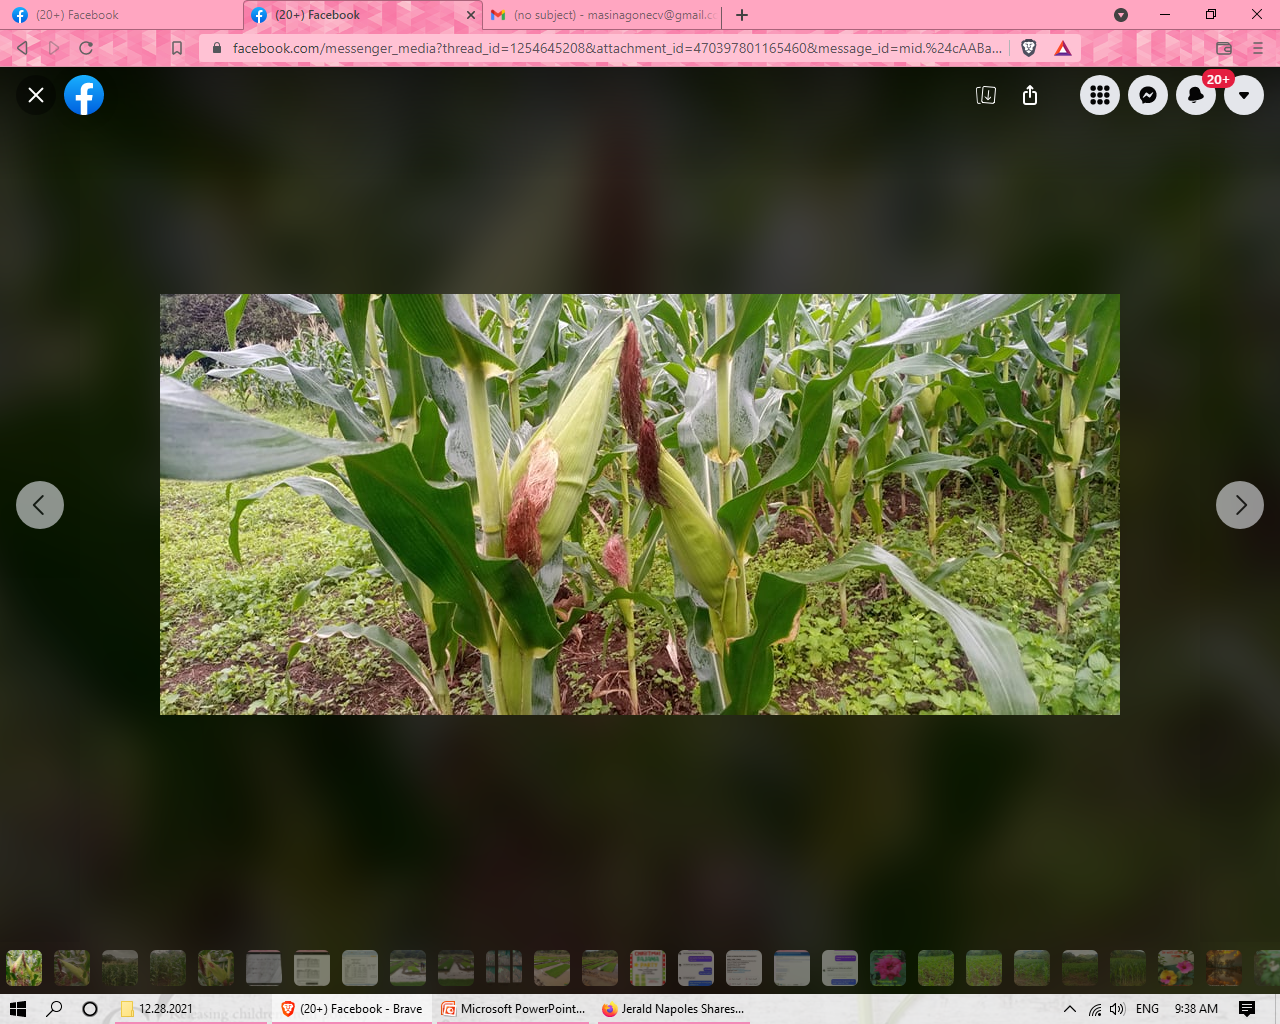 (20+) Facebook
(20+) Facebook
(no subject) - masinagonecv@gmail.c
facebook.com/messenger_media?thread_id=1254645208&attachment_id=4703978011654608&message_id=mid.%24cAABa...
20+
12.28.2021
(20+) Facebook - Brave
Microsoft PowerPoint...
Jerald Napoles Shares...
ENG
9:38 AM